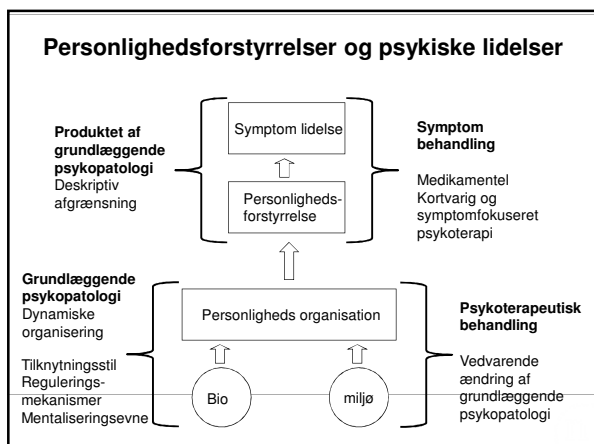 Personlighedsforstyrrelser og psykiske lidelser
Produktet af
grundlæggende
psykopatologi
Deskriptiv
afgrænsning
Symptom lidelse
Personligheds-
forstyrrelse
Symptom
behandling
Medikamentel
Kortvarig og
symptomfokuseret
psykoterapi
Grundlæggende
psykopatologi
Dynamiske
organisering
Tilknytningsstil
Regulerings-
mekanismer
Mentaliseringsevne
Personligheds organisation
Bio
miljø
Psykoterapeutisk
behandling
Vedvarende
ændring af
grundlæggende
psykopatologi